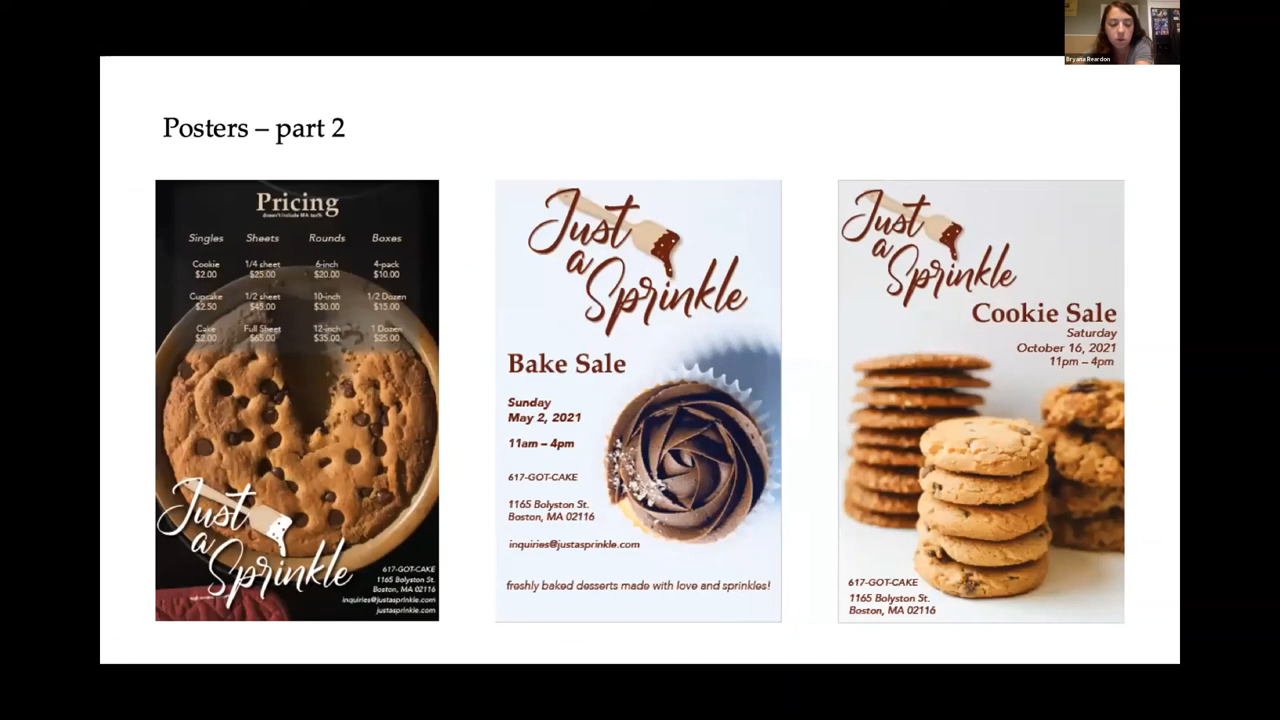 Bryana Reardon
Posters – part 2
Pricing
doesn't include MA tax%
Singles Sheets Rounds Boxes
Cookie 1/4 sheet 6-inch 4-pack
$2.00 $25.00 $20.00 $10.00
Cupcake 1/2 sheet 10-inch 1/2 Dozen
$2.50 $45.00 $30.00 $15.00
Cake Full Sheet 12-inch 1 Dozen
$2.00 $65.00 $35.00 $25.00
Just
a
Sprinkle
617-GOT-CAKE
1165 Bolyston St.
Boston, MA 02116
inquiries@justasprinkle.com
justasprinkle.com
Just
a
Sprinkle
Bake Sale
Sunday
May 2, 2021
11am – 4pm
617-GOT-CAKE
1165 Bolyston St.
Boston, MA 02116
inquiries@justasprinkle.com
freshly baked desserts made with love and sprinkles!
Just
a
Sprinkle
Cookie Sale
Saturday
October 16, 2021
11pm – 4pm
617-GOT-CAKE
1165 Bolyston St.
Boston, MA 02116